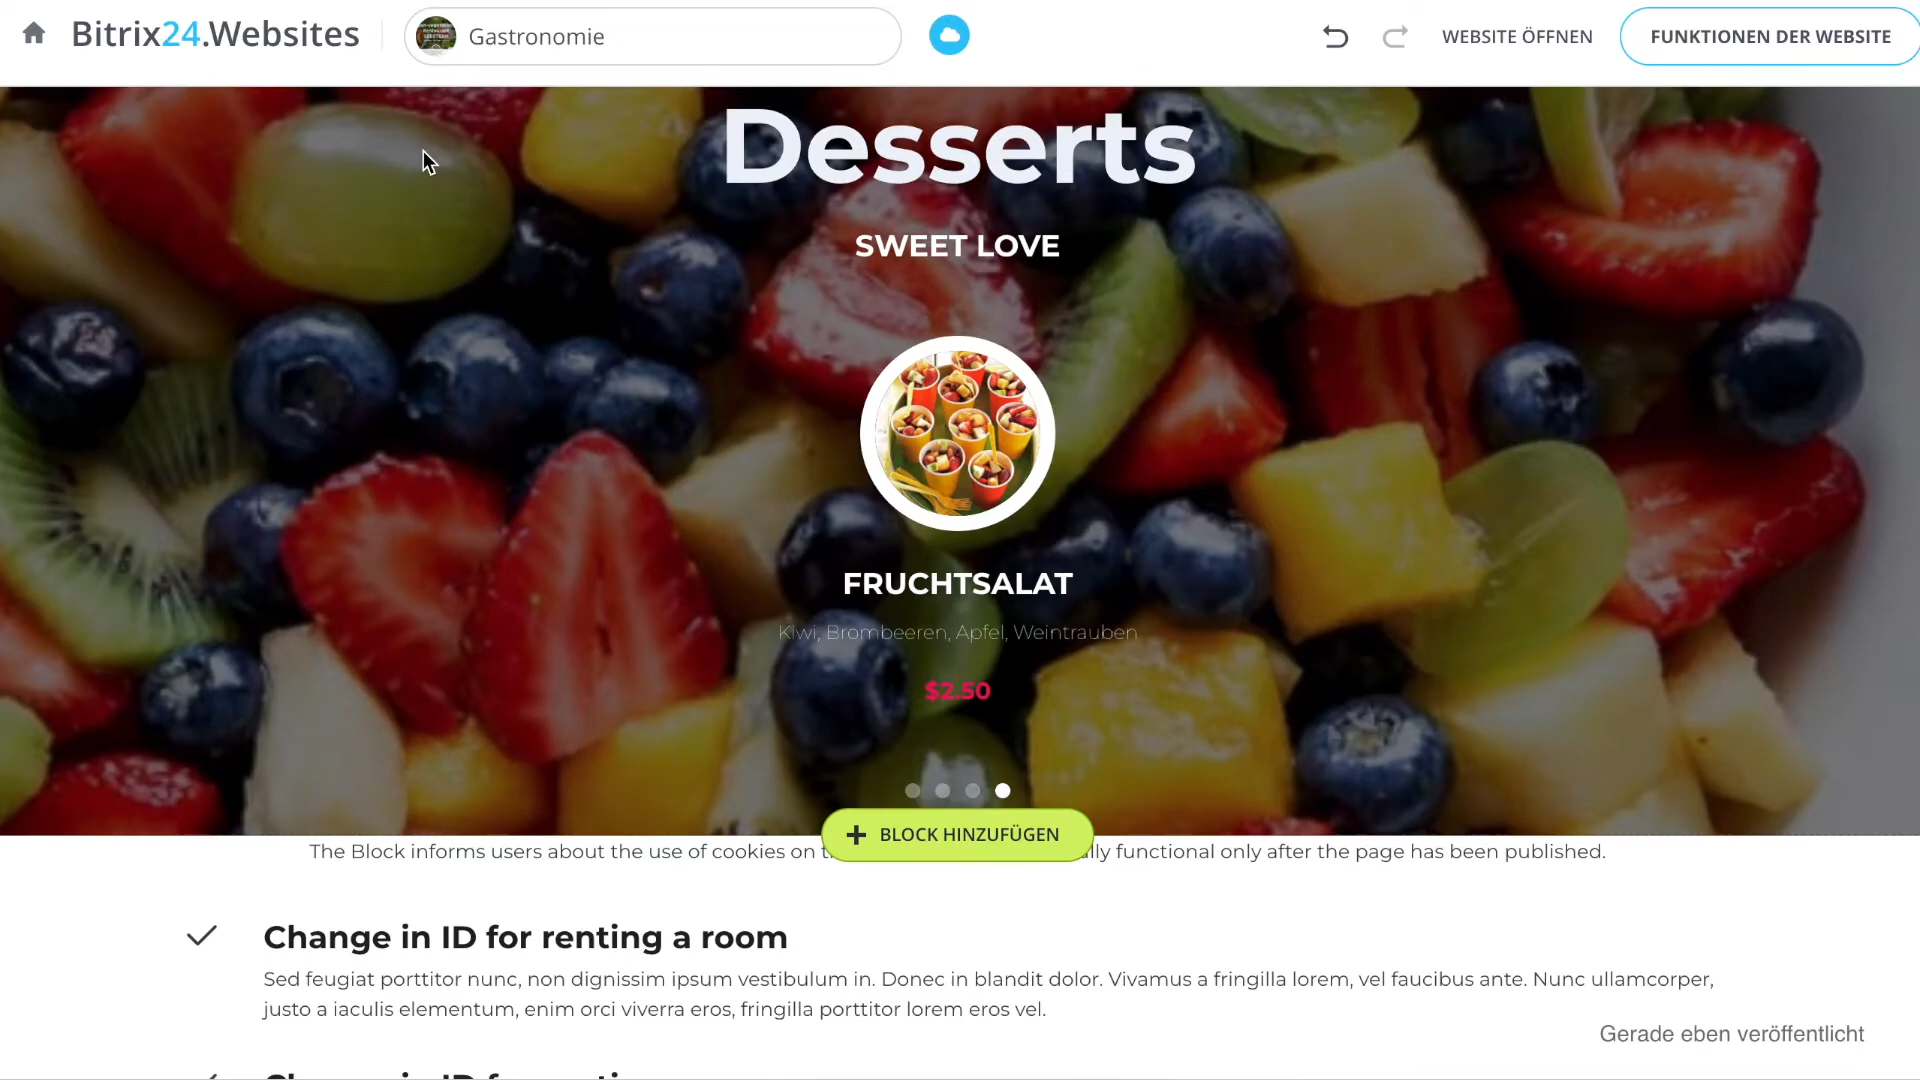 Bitrix24.Websites
Gastronomie
WEBSITE ÖFFNEN
FUNKTIONEN DER WEBSITE
Desserts
SWEET LOVE
FRUCHTSALAT
Kiwi, Brombeeren, Apfel, Weintrauben
$2.50
BLOCK HINZUFÜGEN
The Block informs users about the use of cookies on functional only after the page has been published.
Change in ID for renting a room
Sed feugiat porttitor nunc, non dignissim ipsum vestibulum in. Donec in blandit dolor. Vivamus a fringilla lorem, vel faucibus ante. Nunc ullamcorper,
justo a iaculis elementum, enim orci viverra eros, fringilla porttitor lorem eros vel.
Gerade eben veröffentlicht